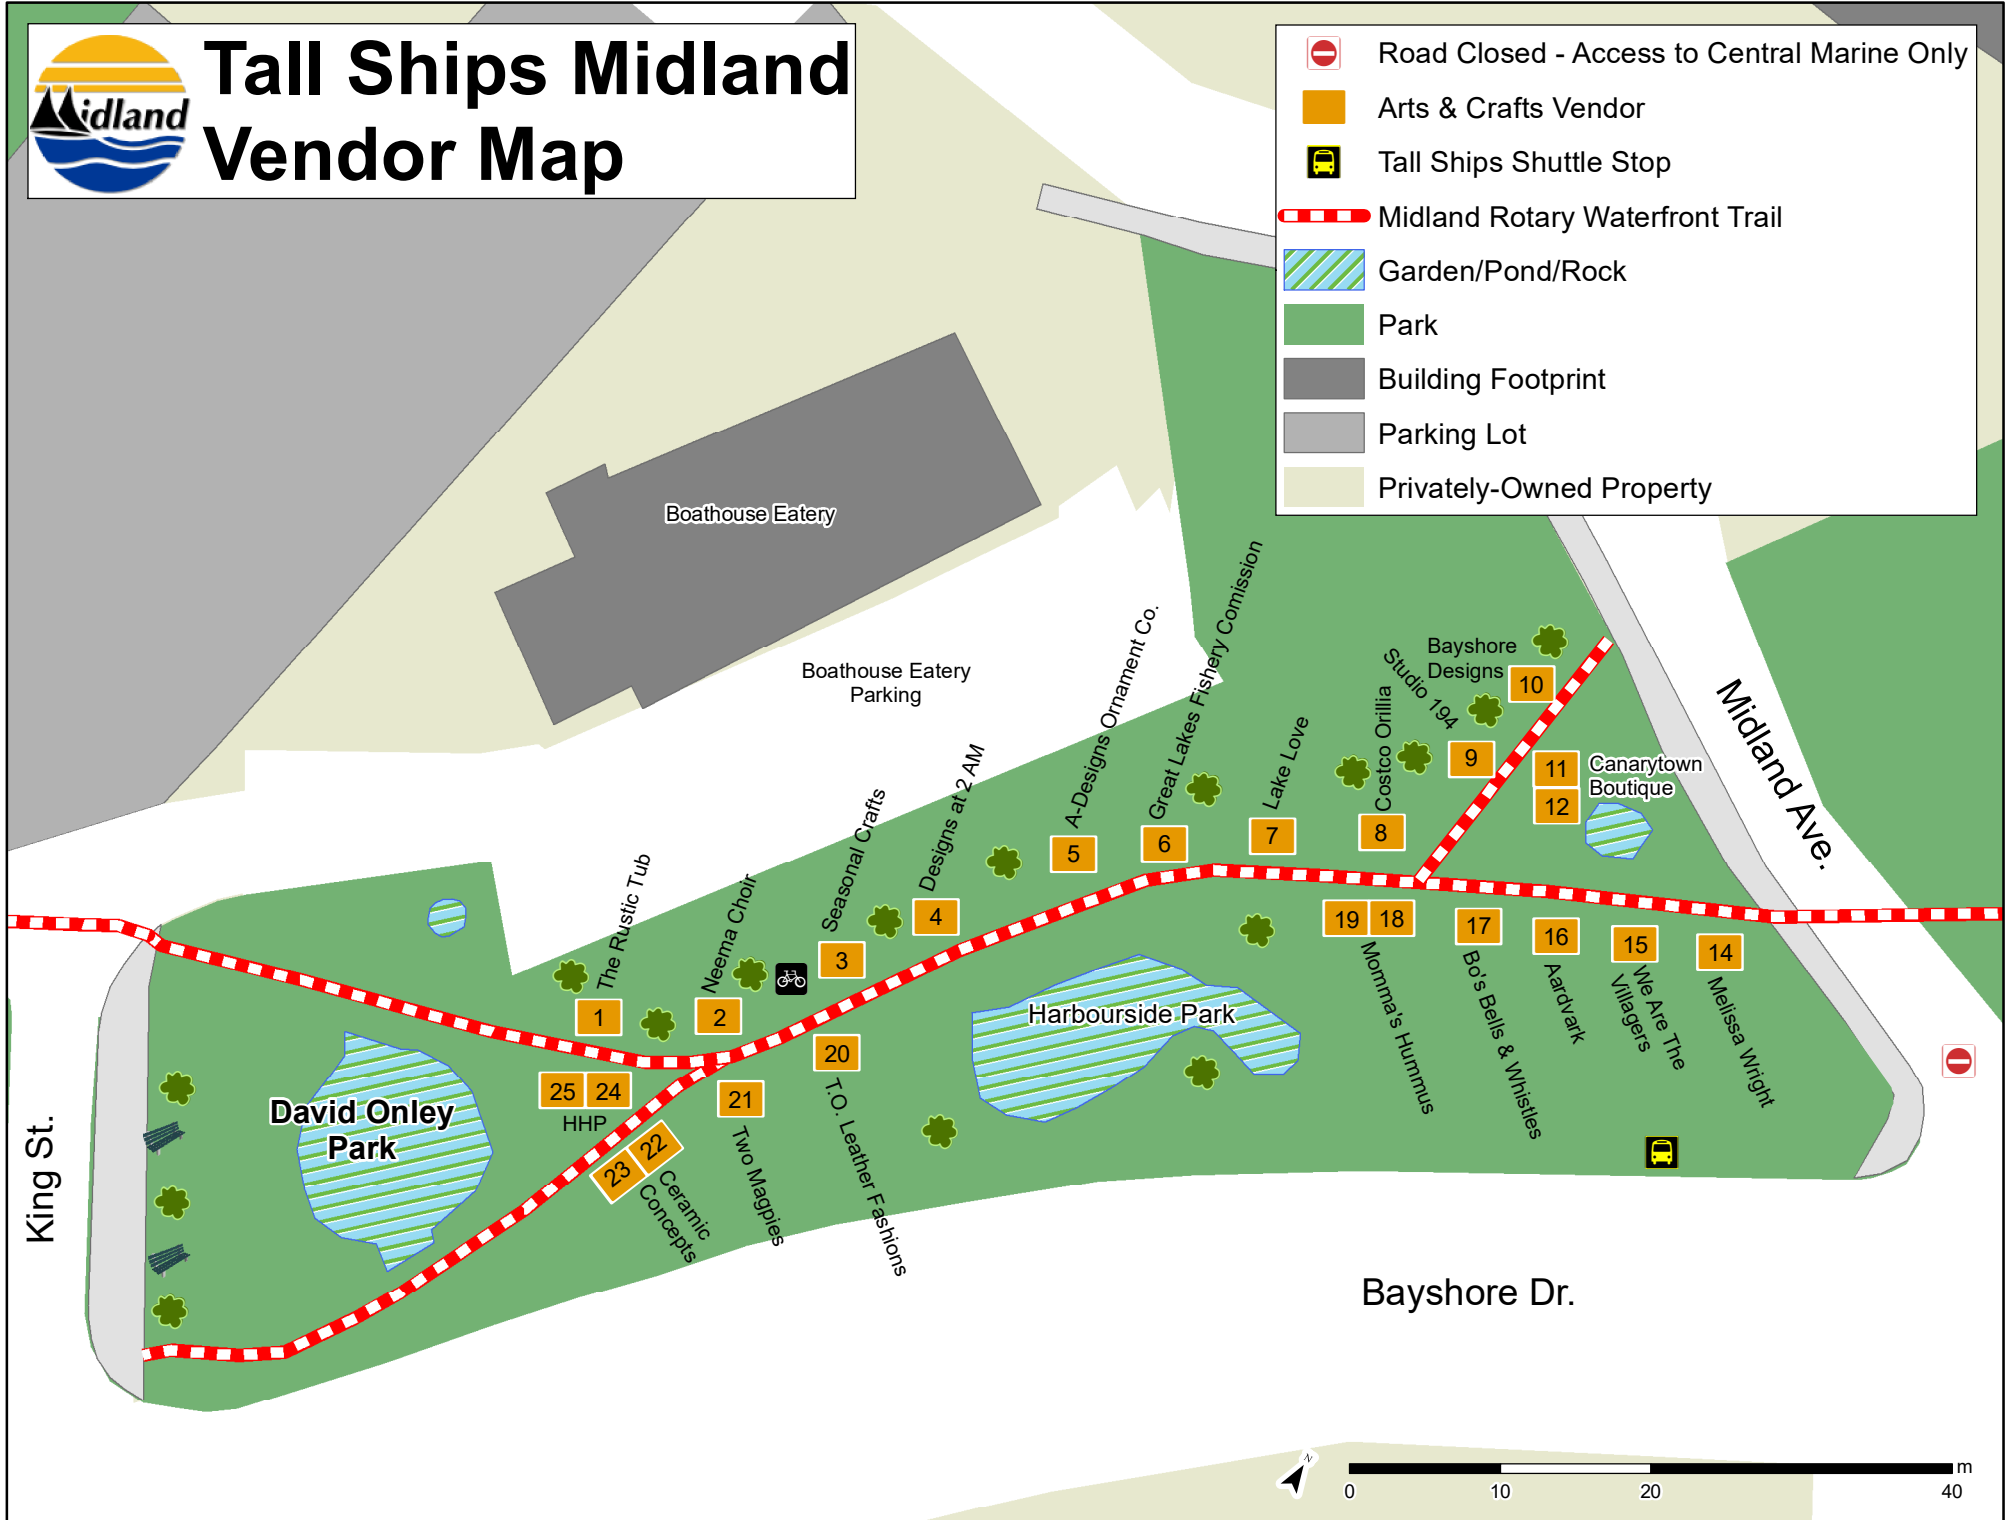 idland
Tall Ships Midland
Vendor Map
Road Closed - Access to Central Marine Only
Arts & Crafts Vendor
Tall Ships Shuttle Stop
Midland Rotary Waterfront Trail
Garden/Pond/Rock
Park
Building Footprint
Parking Lot
Privately-Owned Property
Boathouse Eatery
Boathouse Eatery
Parking
The Rustic Tub
1
Neema Choir
2
Seasonal Crafts
3
Designs at 2 AM
4
A-Designs Ornament Co.
5
Great Lakes Fishery Comission
6
Lake Love
7
Costco Orillia
8
Studio 194
9
Bayshore
Designs
10
11
12
Canarytown
Boutique
Midland Ave.
19
18
Momma's Hummus
17
Bo's Bells & Whistles
16
Aardvark
15
We Are The
Villagers
14
Melissa Wright
Harbourside Park
20
T.O. Leather Fashions
21
Two Magpies
22
23
Ceramic
Concepts
25
24
HHP
David Onley
Park
King St.
Bayshore Dr.
N
m
0
10
20
40